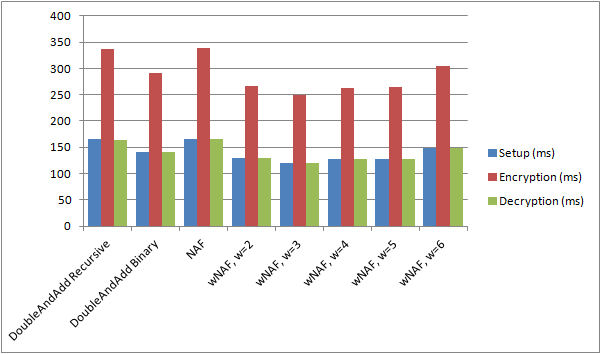 400
350
300
250
200
150
100
50
0
DoubleAndAdd Recursive
DoubleAndAdd Binary
NAF
wNAF, w=2
wNAF, w=3
wNAF, w=4
wNAF, w=5
wNAF, w=6
Setup (ms)
Encryption (ms)
Decryption (ms)